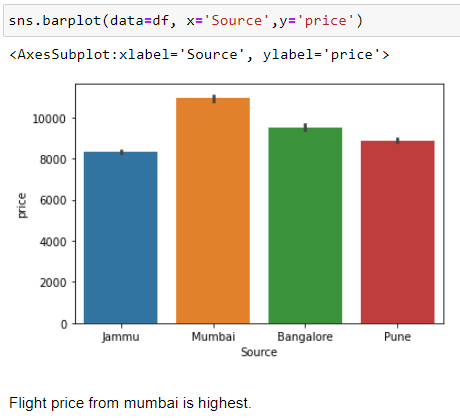 sns.barplot(data=df, x='Source',y='price')
<AxesSubplot:xlabel='Source', ylabel='price'>
10000
8000
6000
4000
2000
0
price
Jammu Mumbai Bangalore Pune
Source
Flight price from mumbai is highest.